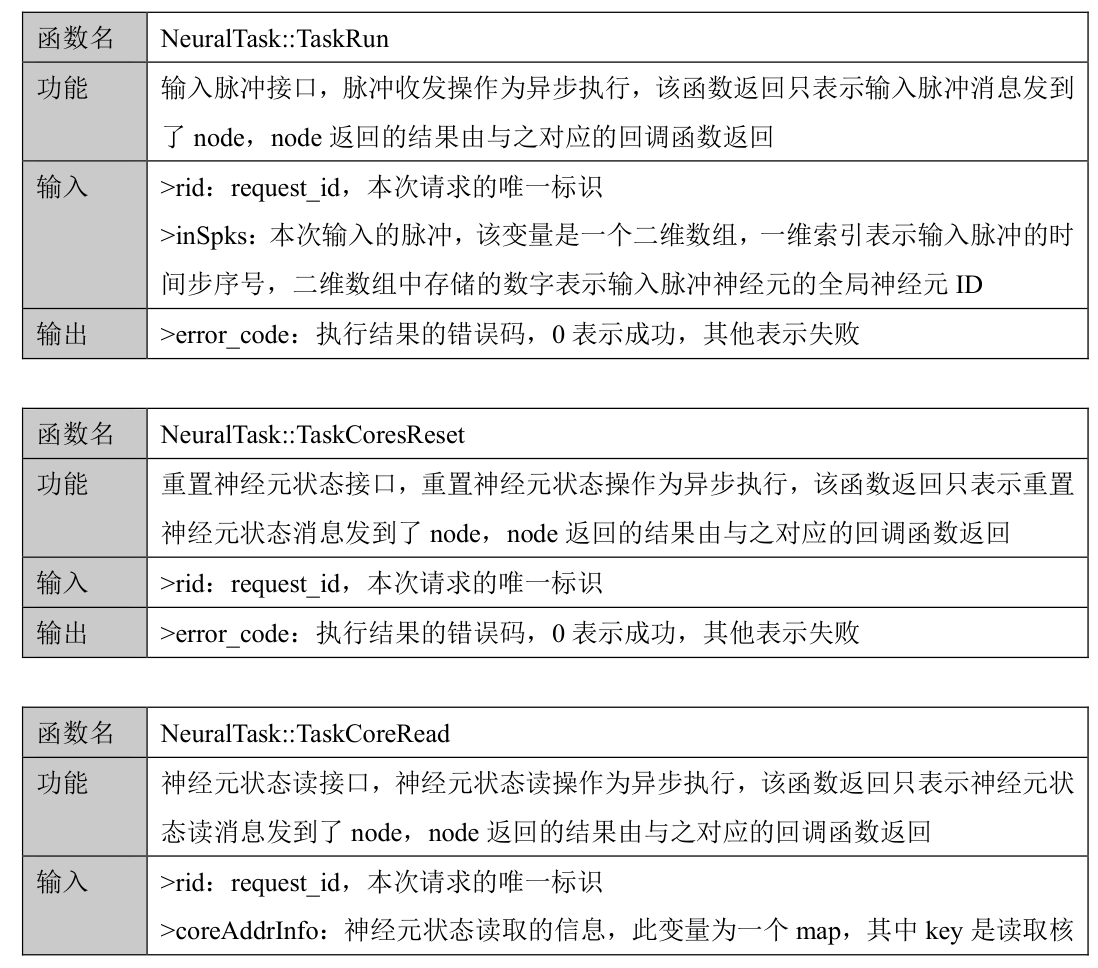 函数名 NeuralTask::TaskRun
功能 输入脉冲接口，脉冲收发操作为异步执行，该函数返回只表示输入脉冲消息发到
了 node，node 返回的结果由与之对应的回调函数返回
输入 >rid：request_id，本次请求的唯一标识
>inSpks：本次输入的脉冲，该变量是一个二维数组，一维索引表示输入脉冲的时
间步序号，二维数组中存储的数字表示输入脉冲神经元的全局神经元 ID
输出 >error_code：执行结果的错误码，0 表示成功，其他表示失败
函数名 NeuralTask::TaskCoresReset
功能 重置神经元状态接口，重置神经元状态操作为异步执行，该函数返回只表示重置
神经元状态消息发到了 node，node 返回的结果由与之对应的回调函数返回
输入 >rid：request_id，本次请求的唯一标识
输出 >error_code：执行结果的错误码，0 表示成功，其他表示失败
函数名 NeuralTask::TaskCoreRead
功能 神经元状态读接口，神经元状态读操作为异步执行，该函数返回只表示神经元状
态读消息发到了 node，node 返回的结果由与之对应的回调函数返回
输入 >rid：request_id，本次请求的唯一标识
>coreAddrInfo：神经元状态读取的信息，此变量为一个 map，其中 key 是读取核